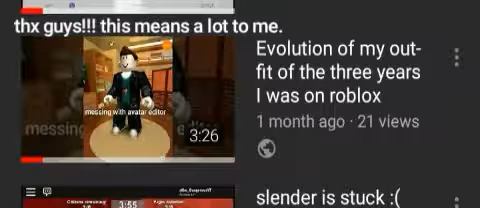 thx guys!!! this means a lot to me.
Evolution of my out-
fit of the three years
I was on roblox
messing with avatar editor
messing
3:26
1 month ago · 21 views
3:55
slender is stuck :(